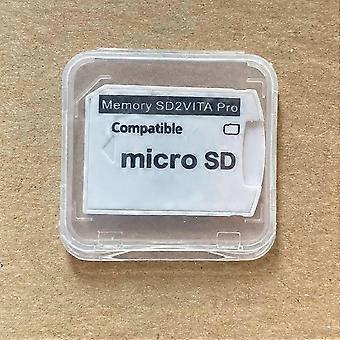 Memory SD2VITA Pro
Compatible
micro SD